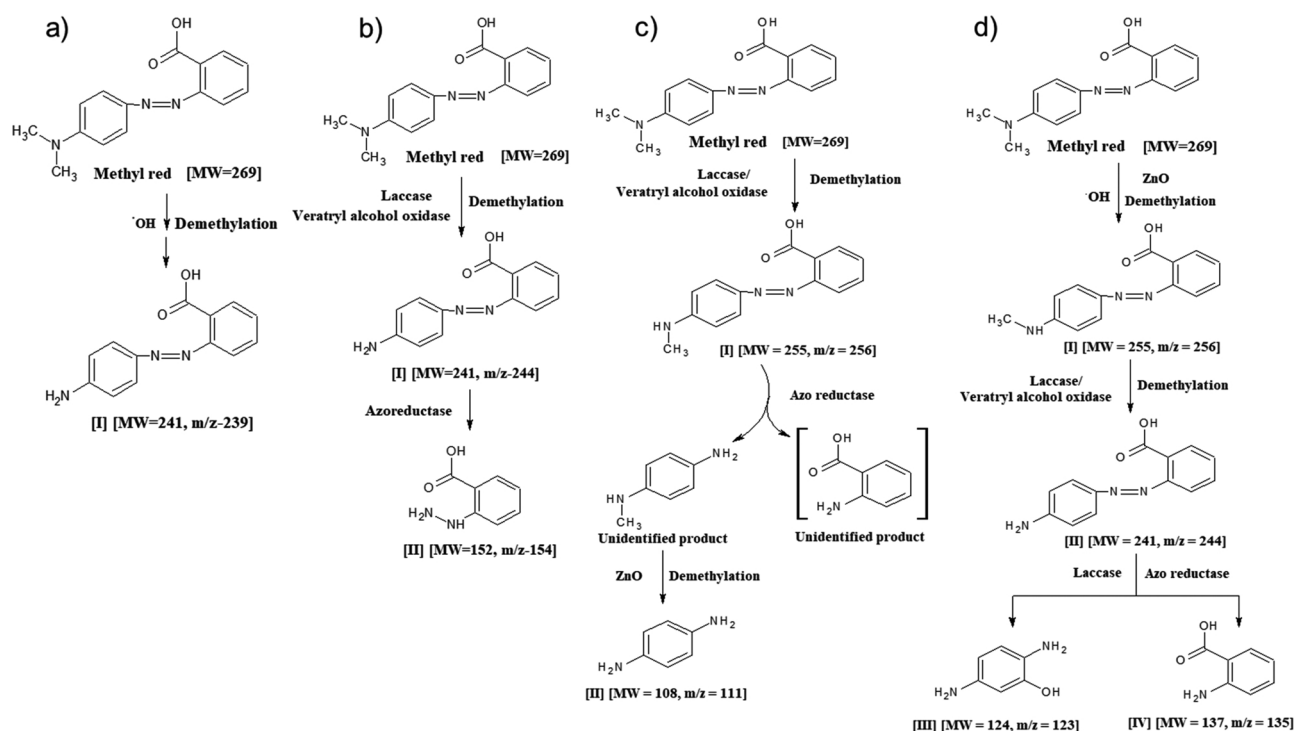 a)
OH
O
N=N
H₃C
N
CH₃
Methyl red [MW=269]
·OH Demethylation
OH
O
N=N
H₂N
[I] [MW=241, m/z-239]
b)
OH
O
N=N
H₃C
N
CH₃
Methyl red [MW=269]
Laccase
Veratryl alcohol oxidase
Demethylation
OH
O
N=N
H₂N
[I] [MW=241, m/z-244]
Azoreductase
OH
O
H₂N
NH
[II] [MW=152, m/z-154]
c)
OH
O
N=N
H₃C
N
CH₃
Methyl red [MW=269]
Laccase/
Veratryl alcohol oxidase
Demethylation
OH
O
N=N
HN
CH₃
[I] [MW = 255, m/z = 256]
Azo reductase
NH₂
HN
CH₃
Unidentified product
OH
O
H₂N
Unidentified product
ZnO Demethylation
NH₂
H₂N
[II] [MW = 108, m/z = 111]
d)
OH
O
N=N
H₃C
N
CH₃
Methyl red [MW=269]
ZnO
·OH Demethylation
OH
O
N=N
H₃C
NH
[I] [MW = 255, m/z = 256]
Laccase/
Veratryl alcohol oxidase
Demethylation
OH
O
N=N
H₂N
[II] [MW = 241, m/z = 244]
Laccase Azo reductase
NH₂
H₂N
OH
[III] [MW = 124, m/z = 123]
OH
O
H₂N
[IV] [MW = 137, m/z = 135]